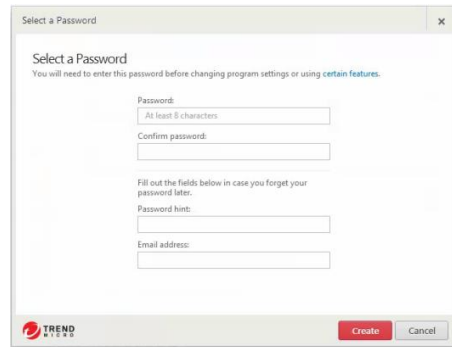 Select a Password
Select a Password
You will need to enter this password before changing program settings or using certain features.
Password:
At least 8 characters
Confirm password:
Fill out the fields below in case you forget your
password later.
Password hint:
Email address:
TREND
MICRO
Create
Cancel